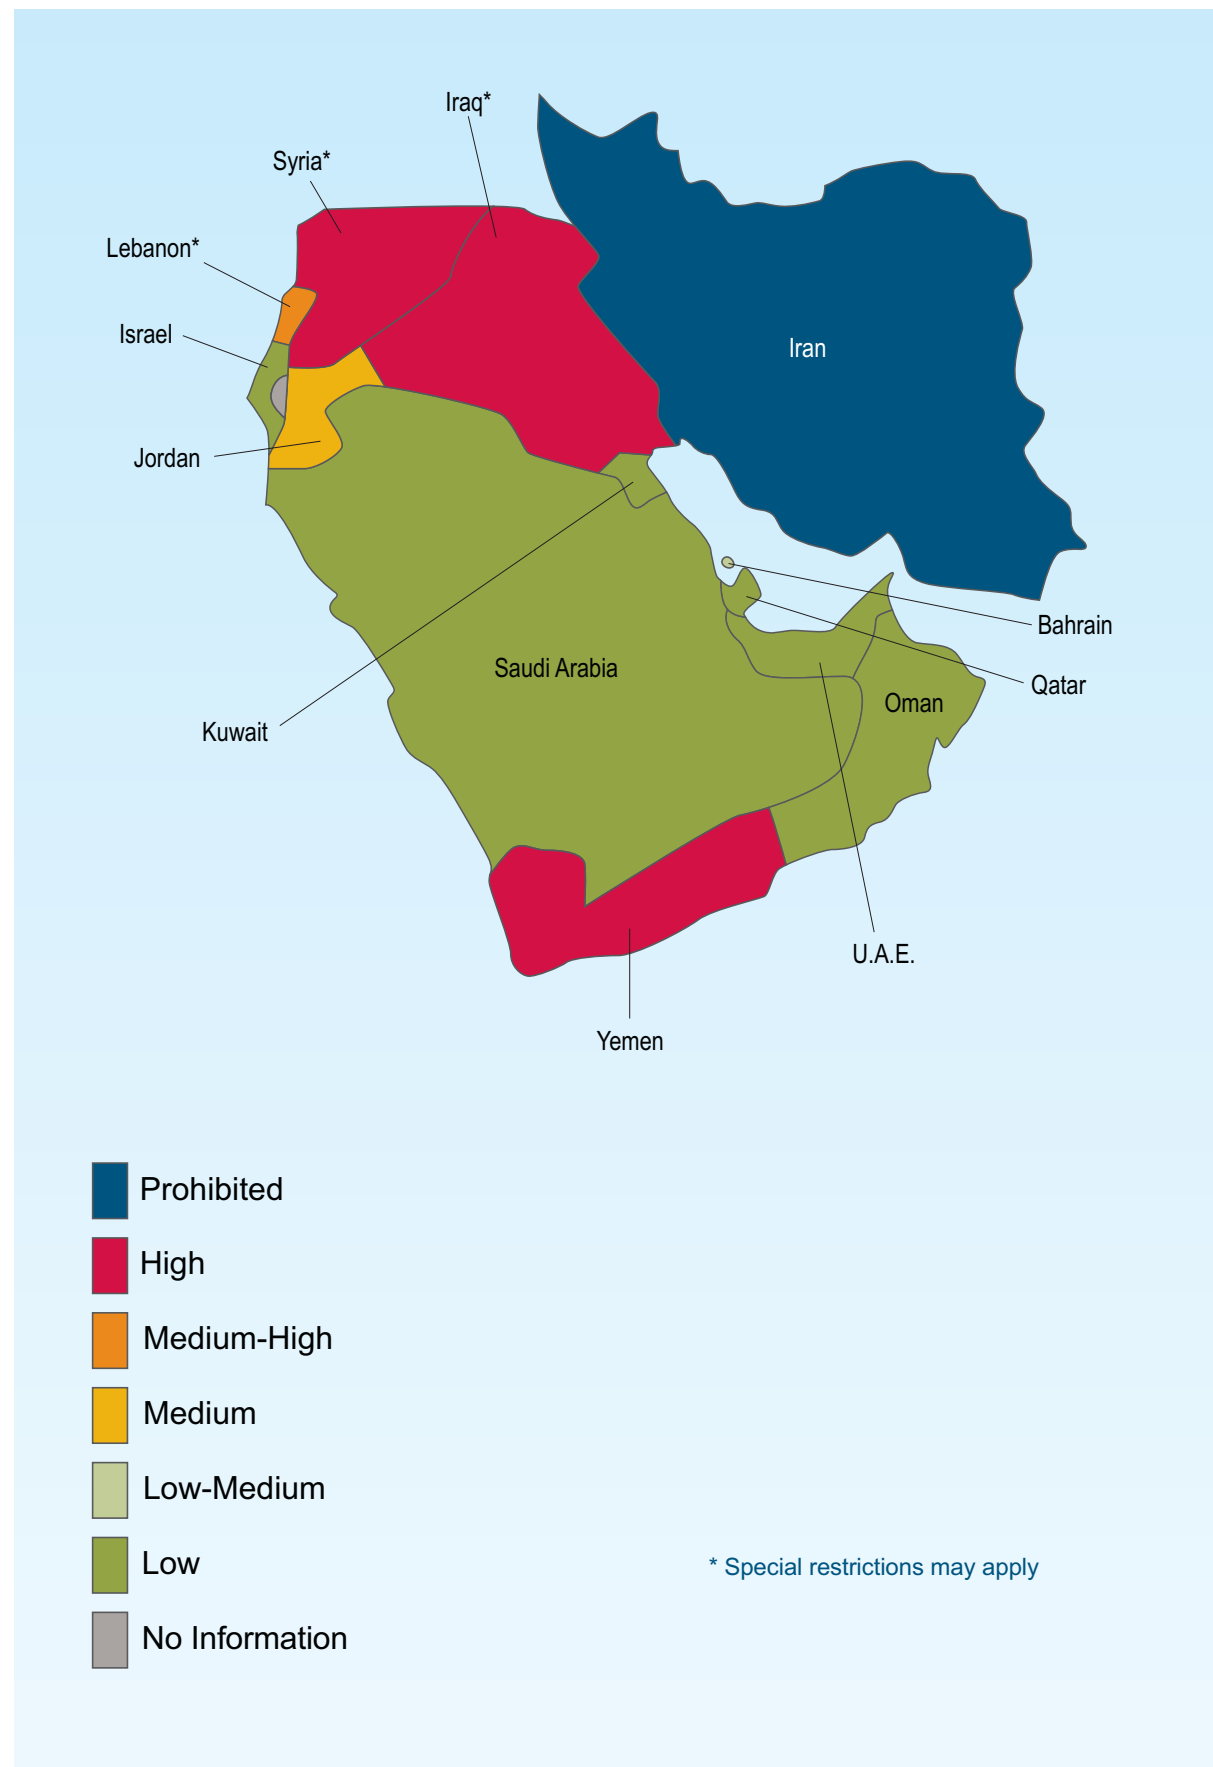 Iraq*
Syria*
Lebanon*
Israel
Iran
Jordan
Bahrain
Saudi Arabia
Qatar
Oman
Kuwait
U.A.E.
Yemen
Prohibited
High
Medium-High
Medium
Low-Medium
Low
* Special restrictions may apply
No Information